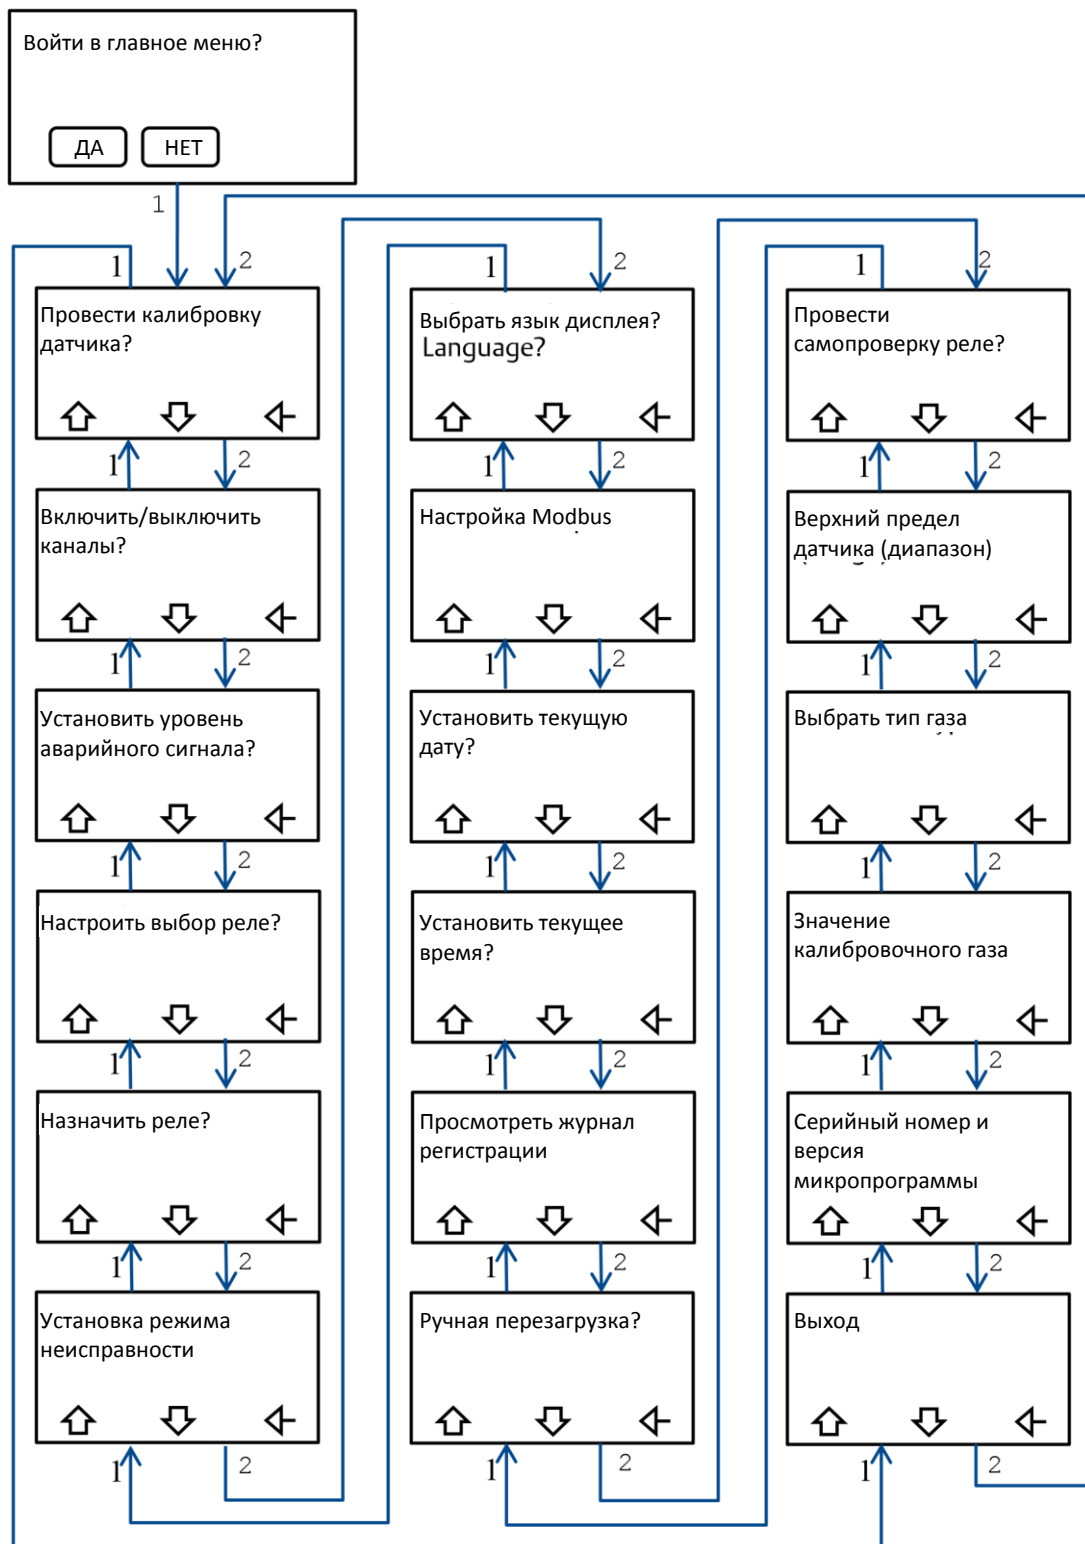 Войти в главное меню?
ДА
НЕТ
1
2
1
2
Провести калибровку
датчика?
1
2
Включить/выключить
каналы?
1
2
Установить уровень
аварийного сигнала?
1
2
Настроить выбор реле?
1
2
Назначить реле?
1
2
Установка режима
неисправности
1
2
1
2
Выбрать язык дисплея?
Language?
1
2
Настройка Modbus
1
2
Установить текущую
дату?
1
2
Установить текущее
время?
1
2
Просмотреть журнал
регистрации
1
2
Ручная перезагрузка?
1
2
1
2
Провести
самопроверку реле?
1
2
Верхний предел
датчика (диапазон)
1
2
Выбрать тип газа
1
2
Значение
калибровочного газа
1
2
Серийный номер и
версия
микропрограммы
1
2
Выход
1
2